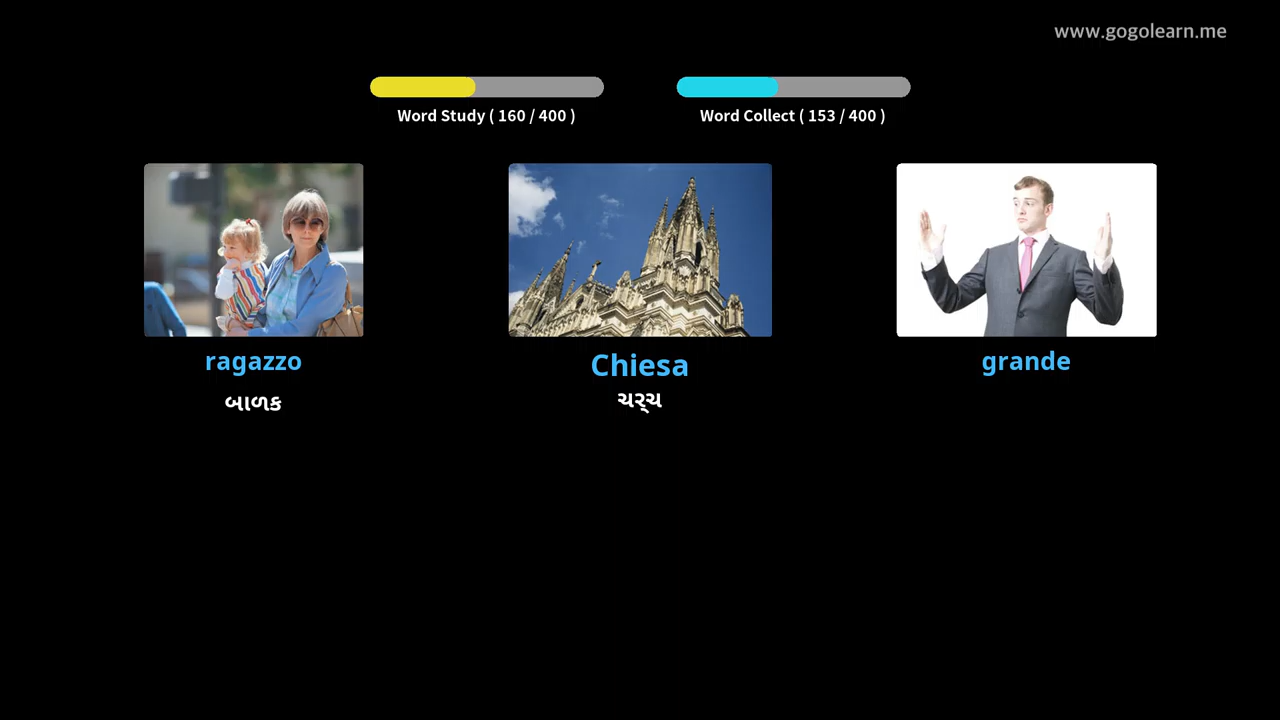 www.gogolearn.me
Word Study ( 160 / 400 )
Word Collect ( 153 / 400 )
ragazzo
Chiesa
grande
બાળક
ચર્ચ